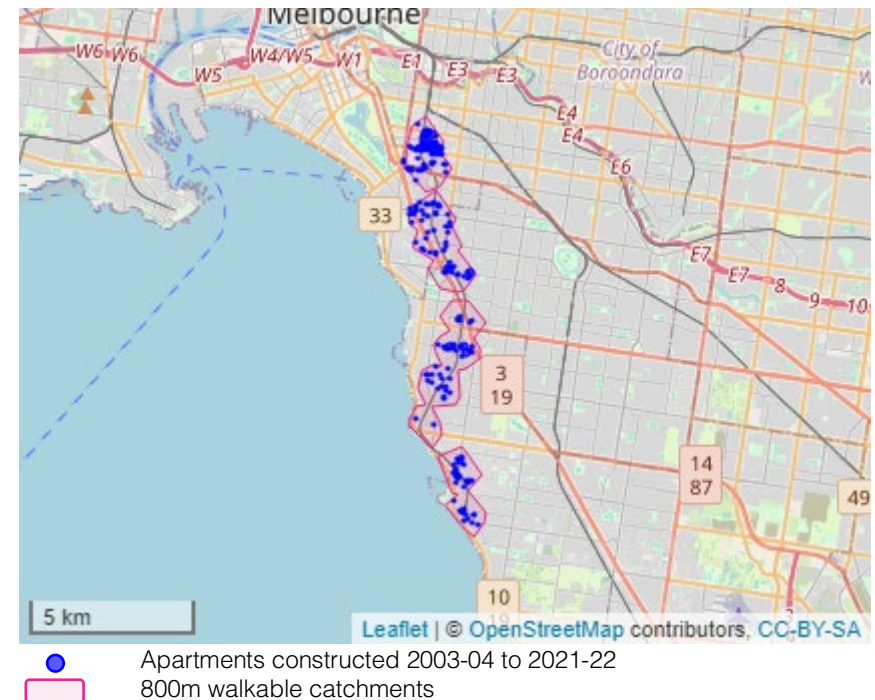 Melbourne
W6 W6
W5
W4/W5
W1
E1
E3
E3
City of
Boroondara
E4
E4
E6
33
E7
E7
8
9
10
3
19
14
87
49
10
5 km
Leaflet | © OpenStreetMap contributors, CC-BY-SA
Apartments constructed 2003-04 to 2021-22
800m walkable catchments